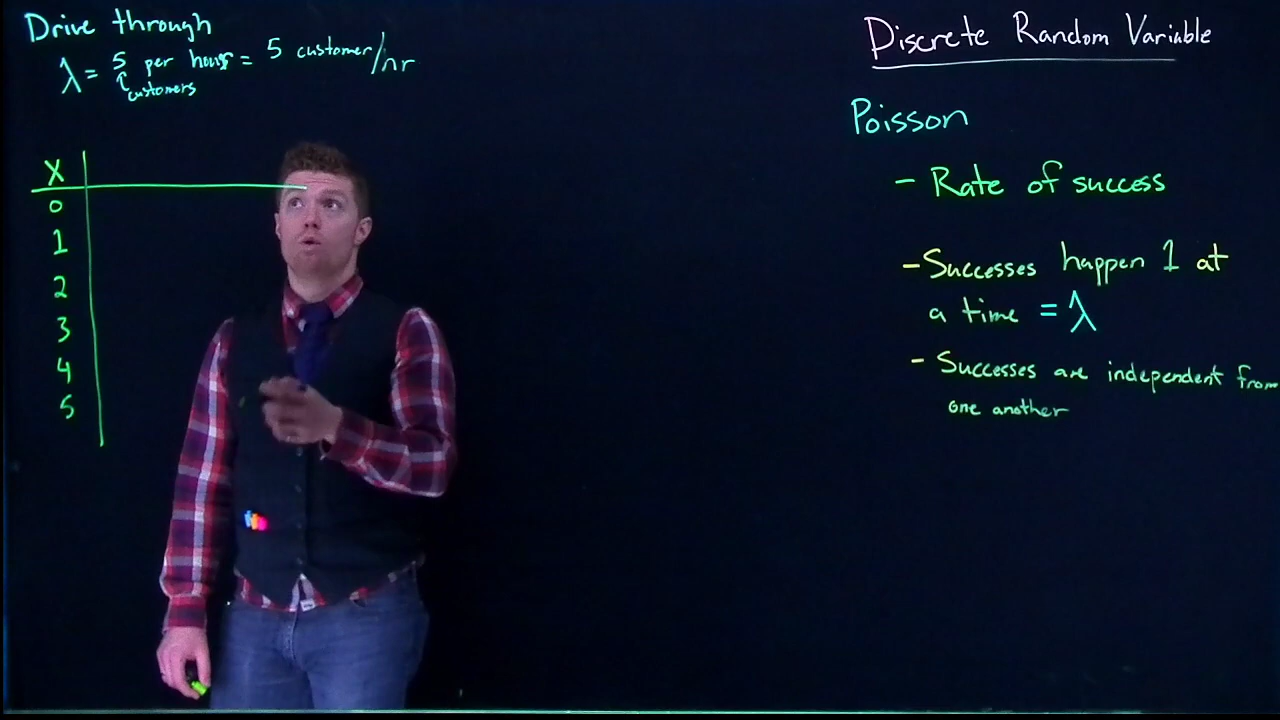 Drive through
λ = 5 per hour = 5 customer/hr
customers
X
0
1
2
3
4
5
Discrete Random Variable
Poisson
- Rate of success
- Successes happen 1 at
a time = λ
- Successes are independent from
one another